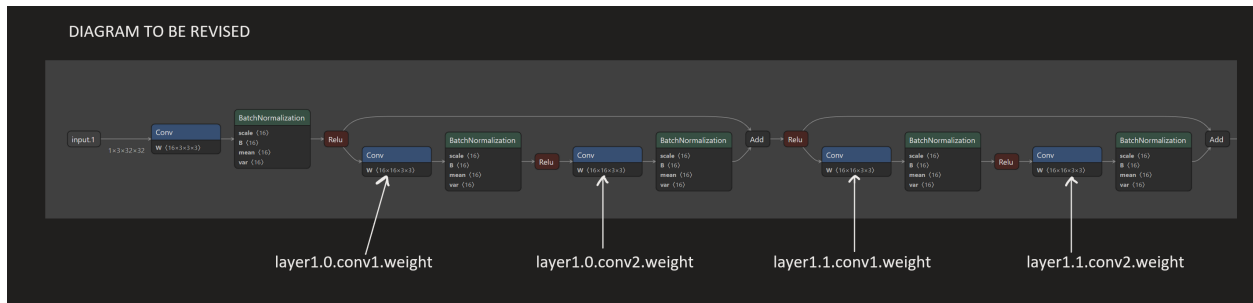 DIAGRAM TO BE REVISED
input.1
1×3×32×32
Conv
W ⟨16×3×3×3⟩
BatchNormalization
scale ⟨16⟩
B ⟨16⟩
mean ⟨16⟩
var ⟨16⟩
Relu
Conv
W ⟨16×16×3×3⟩
BatchNormalization
scale ⟨16⟩
B ⟨16⟩
mean ⟨16⟩
var ⟨16⟩
Relu
Conv
W ⟨16×16×3×3⟩
BatchNormalization
scale ⟨16⟩
B ⟨16⟩
mean ⟨16⟩
var ⟨16⟩
Add
Relu
Conv
W ⟨16×16×3×3⟩
BatchNormalization
scale ⟨16⟩
B ⟨16⟩
mean ⟨16⟩
var ⟨16⟩
Relu
Conv
W ⟨16×16×3×3⟩
BatchNormalization
scale ⟨16⟩
B ⟨16⟩
mean ⟨16⟩
var ⟨16⟩
Add
layer1.0.conv1.weight
layer1.0.conv2.weight
layer1.1.conv1.weight
layer1.1.conv2.weight